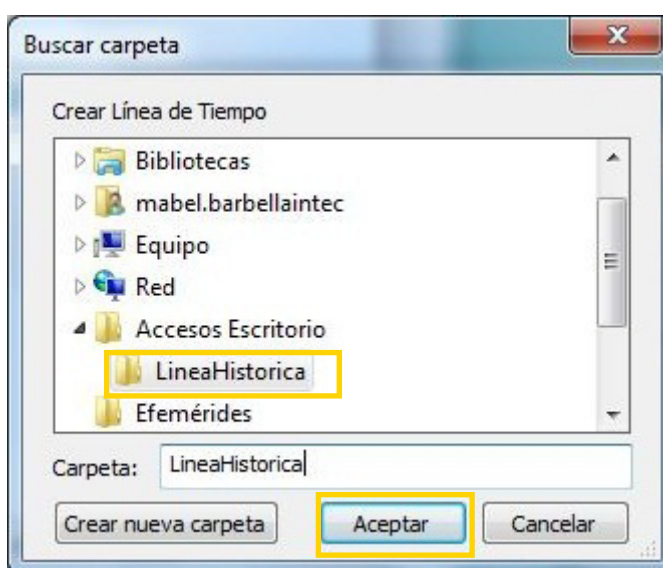 Buscar carpeta
Crear Línea de Tiempo
Bibliotecas
mabel.barbellaintec
Equipo
Red
Accesos Escritorio
LineaHistorica
Efemérides
Carpeta: LineaHistorica
Crear nueva carpeta Aceptar Cancelar